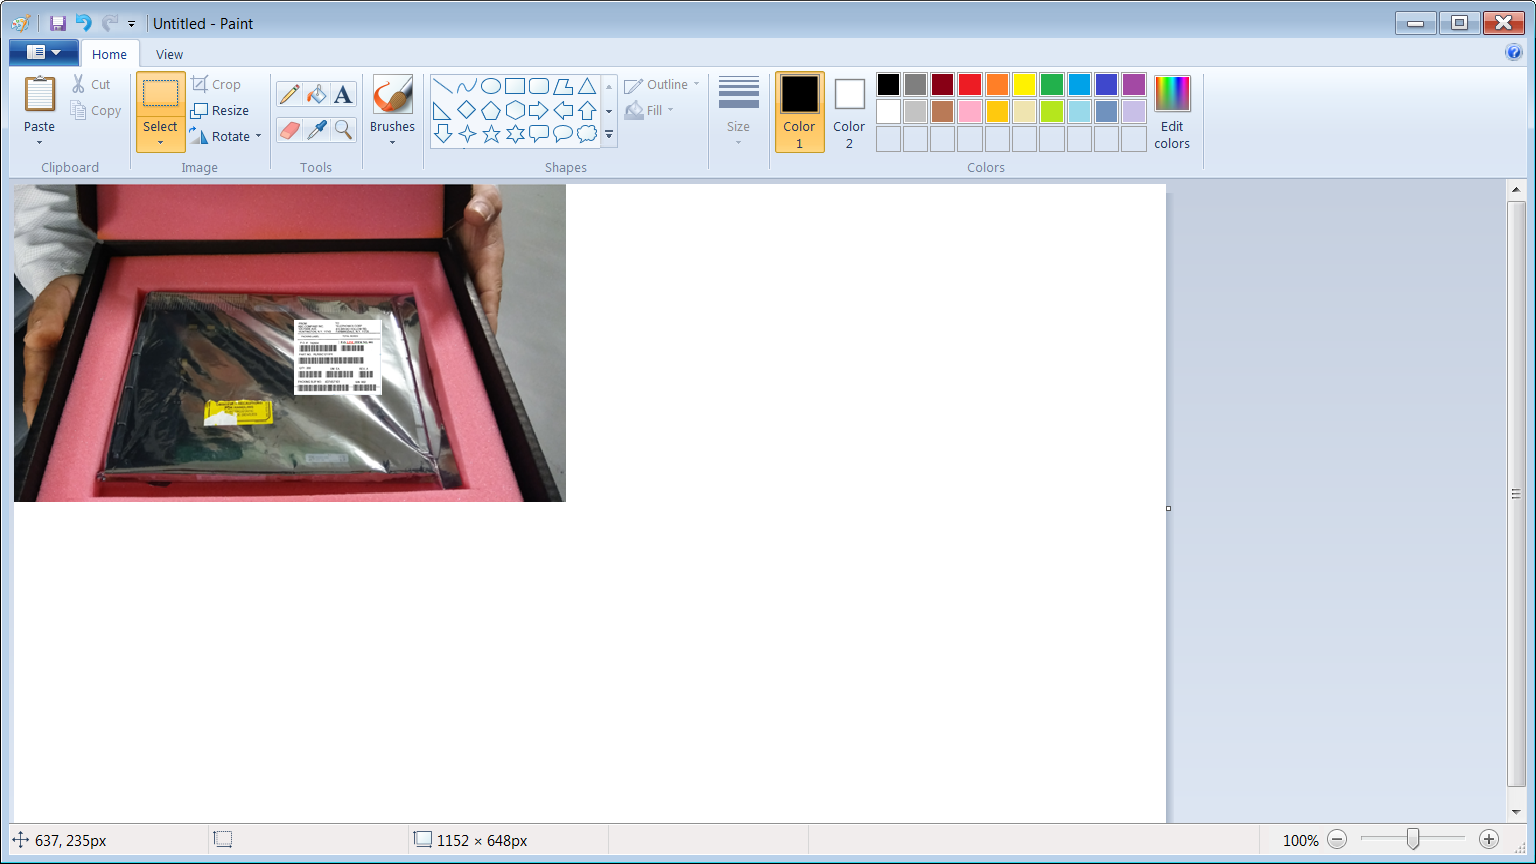 Untitled - Paint
Home
View
Paste
Cut
Copy
Clipboard
Select
Crop
Resize
Rotate
Image
A
Tools
Brushes
Shapes
Outline
Fill
Size
Color
1
Color
2
Edit
colors
Colors
637, 235px
1152 × 648px
100%